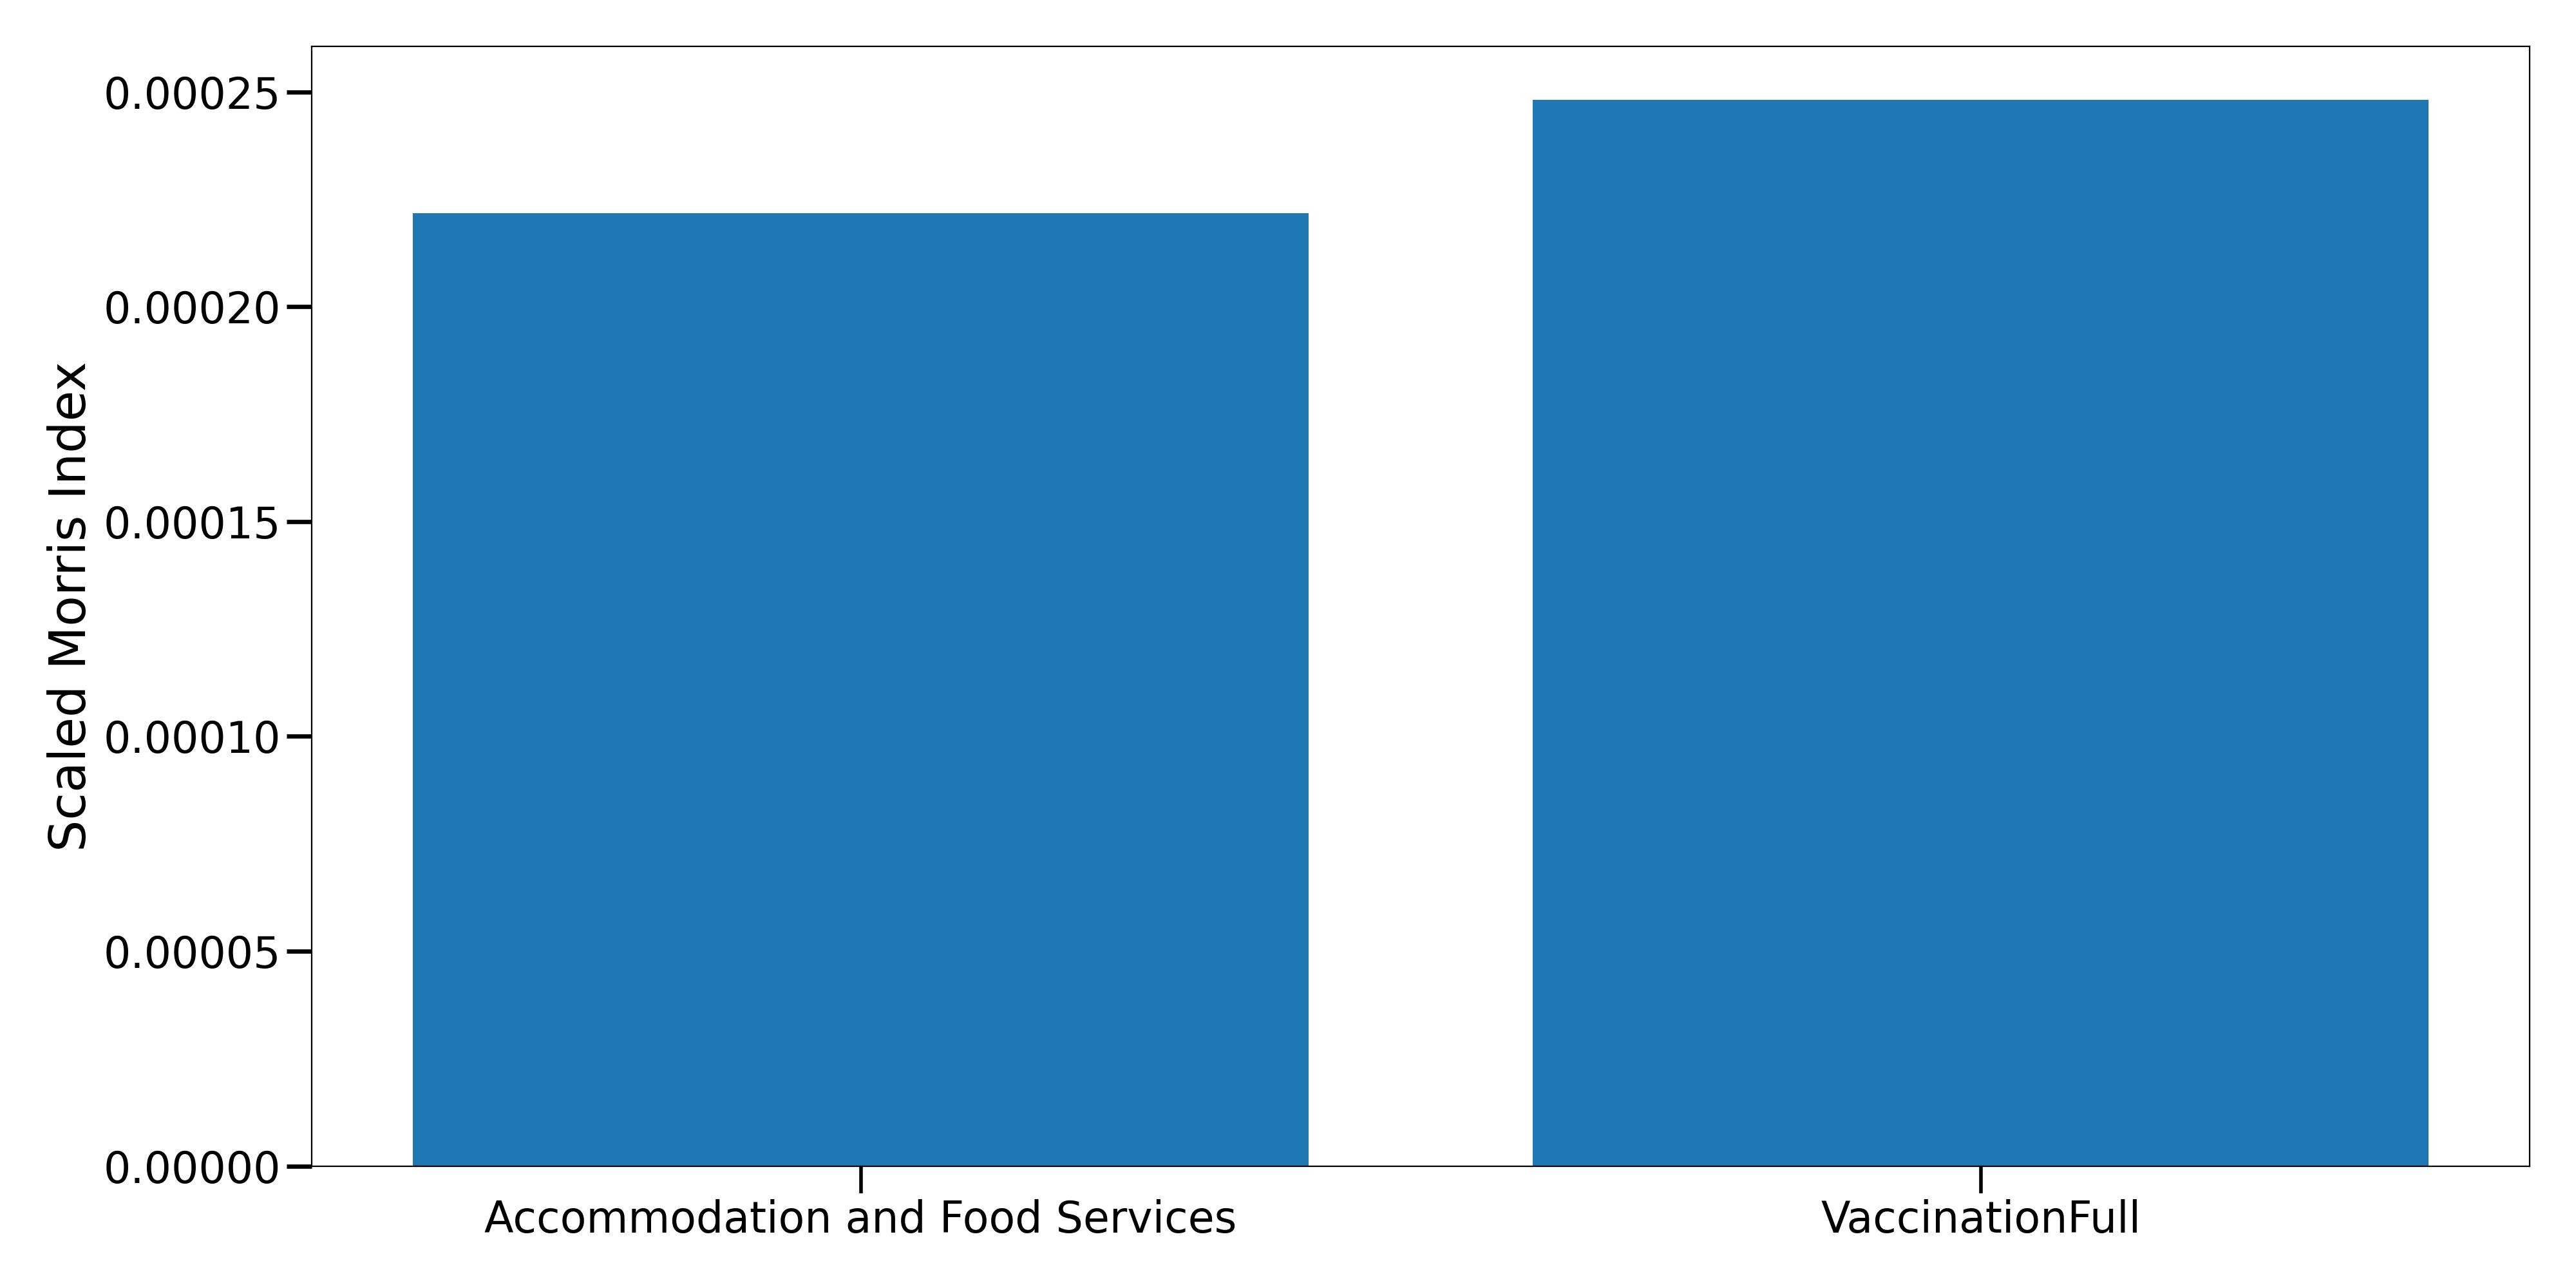 Scaled Morris Index
0.00025
0.00020
0.00015
0.00010
0.00005
0.00000
Accommodation and Food Services
VaccinationFull